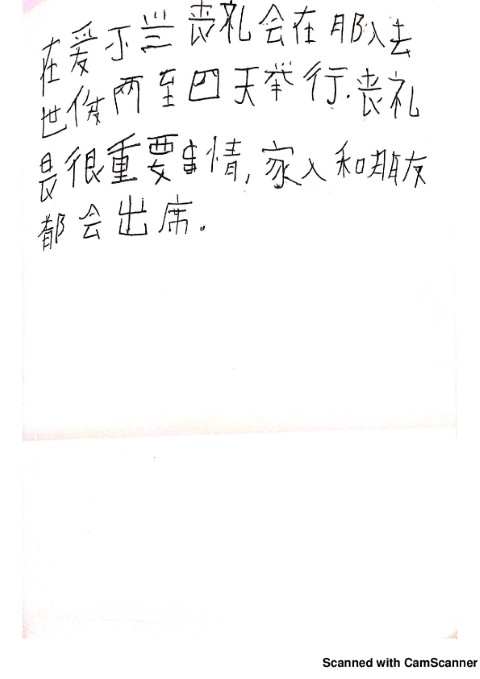 在爱尔兰丧礼会在那人去
世後两至四天举行.丧礼
是很重要事情,家人和朋友
都会出席。
Scanned with CamScanner